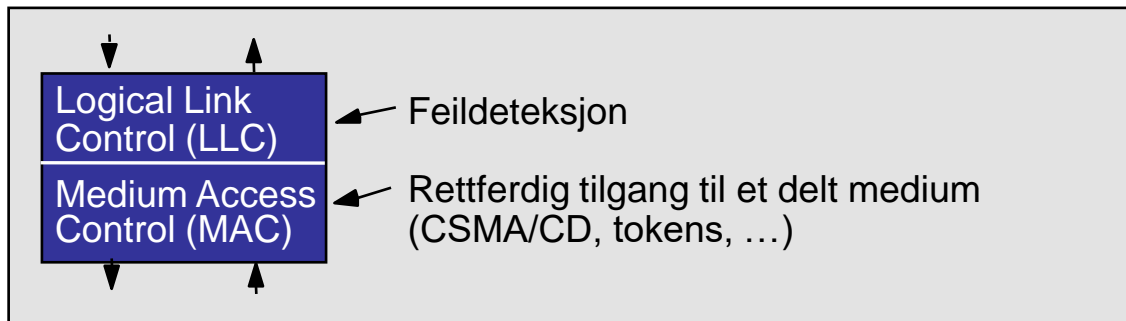 Logical Link
Control (LLC)
Feildeteksjon
Medium Access
Control (MAC)
Rettferdig tilgang til et delt medium
(CSMA/CD, tokens, …)